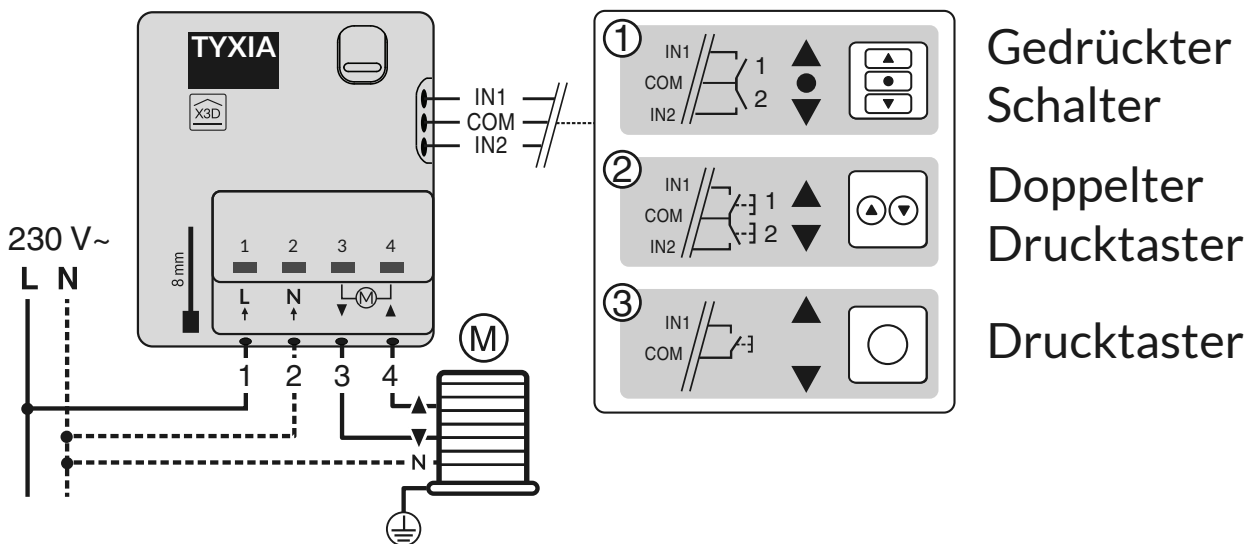 TYXIA
X3D
IN1
COM
IN2
230 V~
L N
8 mm
1 2 3 4
L N M
1 2 3 4
M
N
1
IN1
COM
IN2
1
2
Gedrückter
Schalter
2
IN1
COM
IN2
1
2
Doppelter
Drucktaster
3
IN1
COM
Drucktaster